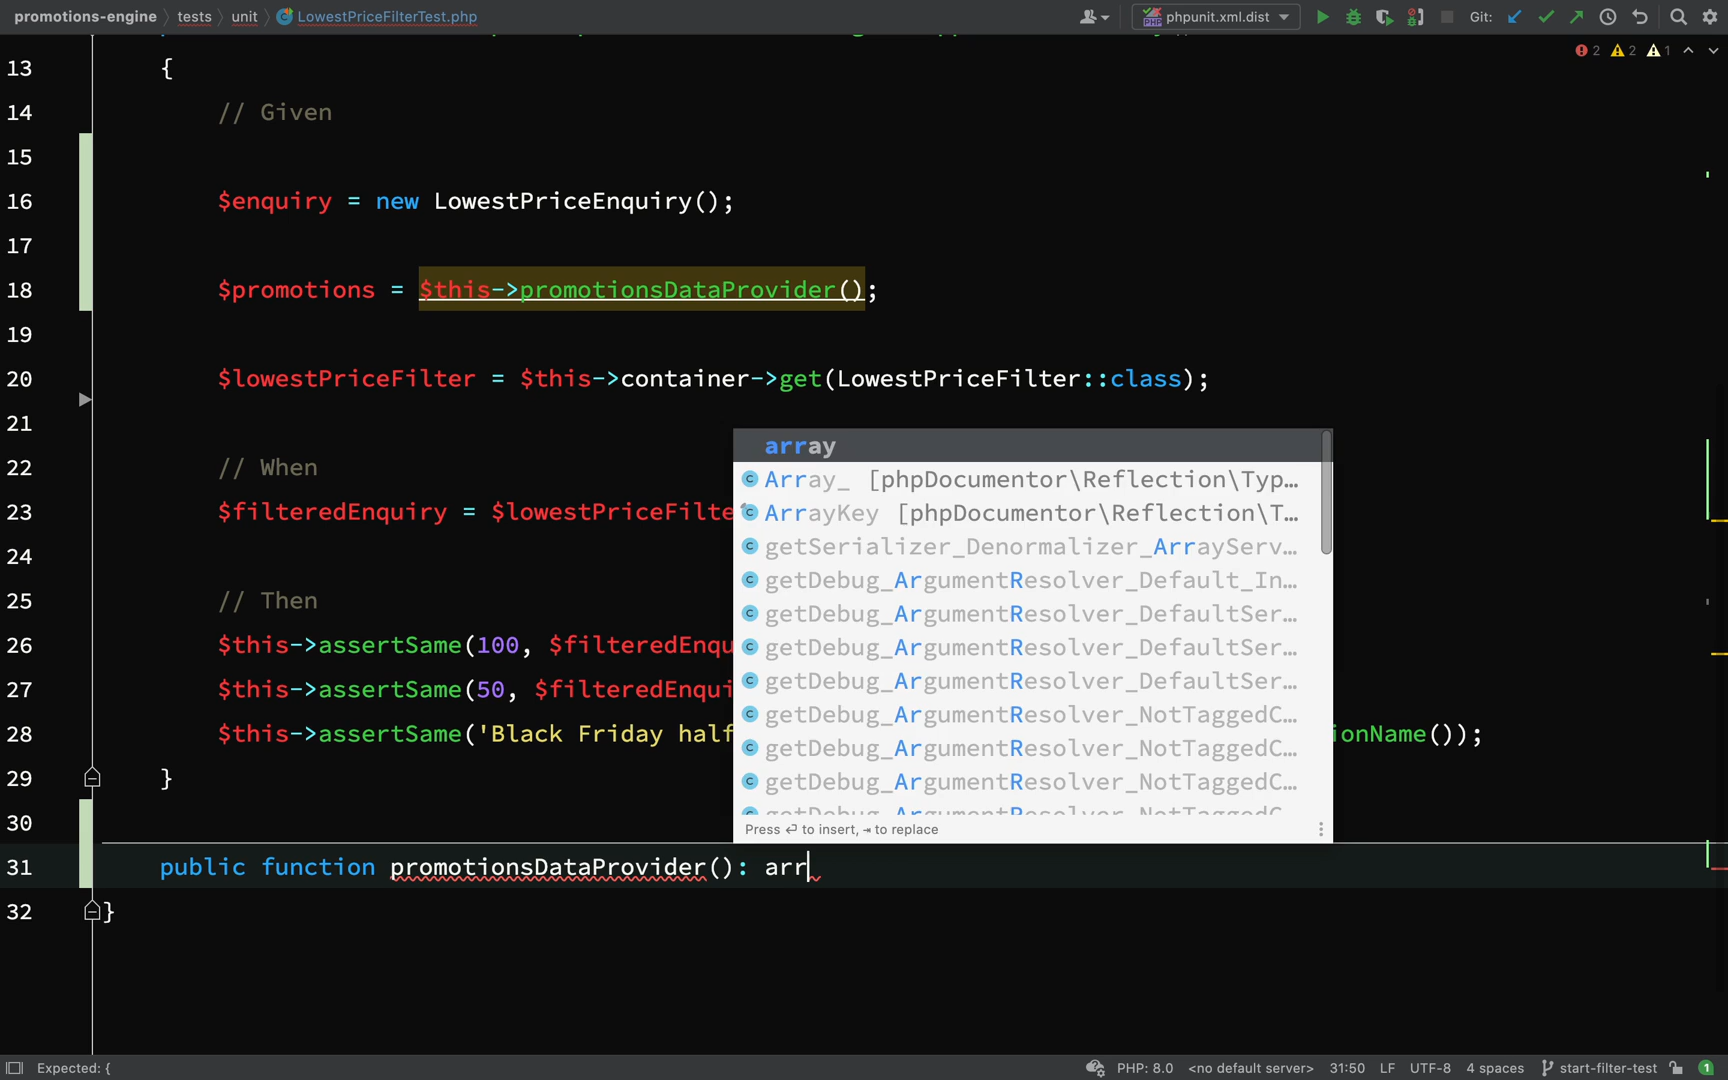 promotions-engine tests unit LowestPriceFilterTest.php phpunit.xml.dist Git:
2 2 1
13 {
14 // Given
15
16 $enquiry = new LowestPriceEnquiry();
17
18 $promotions = $this->promotionsDataProvider();
19
20 $lowestPriceFilter = $this->container->get(LowestPriceFilter::class);
21
22 // When
23 $filteredEnquiry = $lowestPriceFilte
24
25 // Then
26 $this->assertSame(100, $filteredEnqu
27 $this->assertSame(50, $filteredEnqui
28 $this->assertSame('Black Friday half ionName());
29 }
30
31 public function promotionsDataProvider(): arr
32 }
array
Array_ [phpDocumentor\Reflection\Typ…
ArrayKey [phpDocumentor\Reflection\T…
getSerializer_Denormalizer_ArrayServ…
getDebug_ArgumentResolver_Default_In…
getDebug_ArgumentResolver_DefaultSer…
getDebug_ArgumentResolver_DefaultSer…
getDebug_ArgumentResolver_DefaultSer…
getDebug_ArgumentResolver_NotTaggedC…
getDebug_ArgumentResolver_NotTaggedC…
getDebug_ArgumentResolver_NotTaggedC…
Press ⏎ to insert, ⇥ to replace
Expected: { PHP: 8.0 <no default server> 31:50 LF UTF-8 4 spaces start-filter-test 1